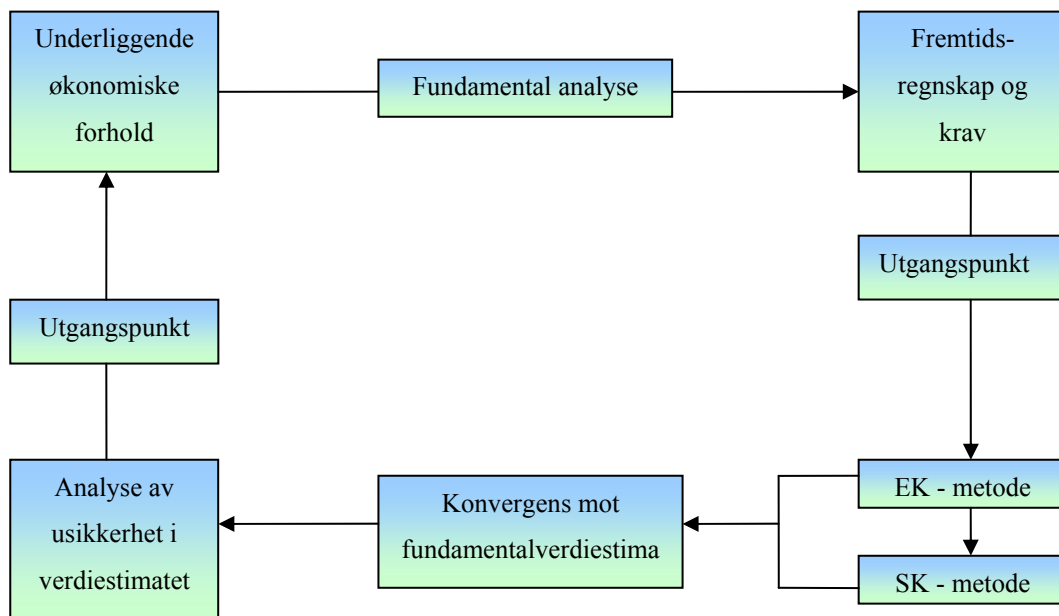 Underliggende
økonomiske
forhold
Fundamental analyse
Fremtids-
regnskap og
krav
Utgangspunkt
Utgangspunkt
Analyse av
usikkerhet i
verdiestimatet
Konvergens mot
fundamentalverdiestima
EK - metode
SK - metode